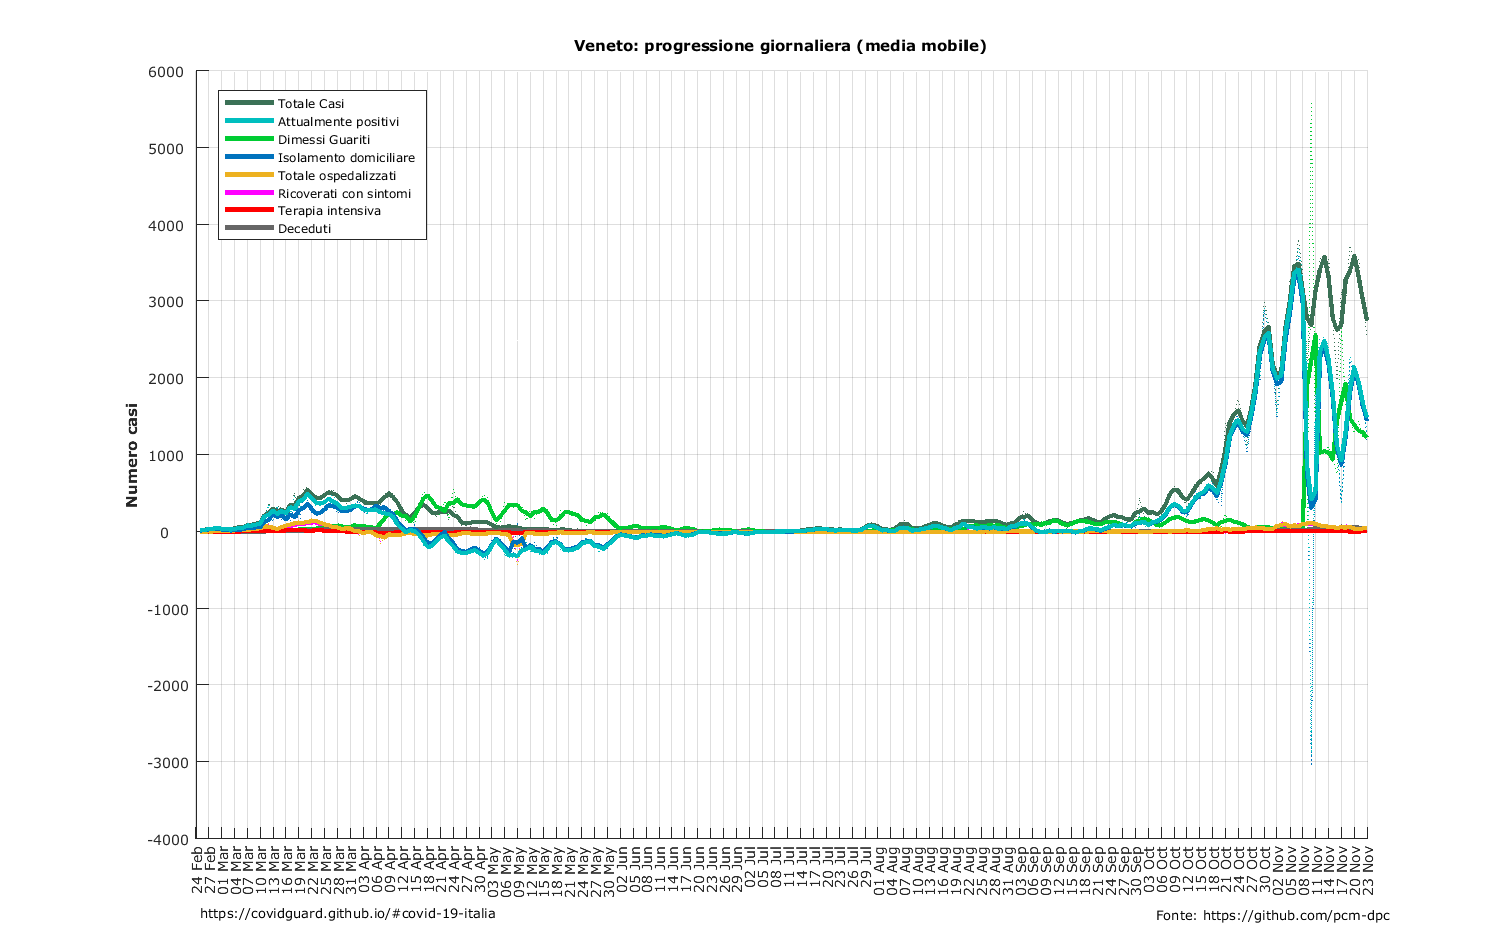 Veneto: progressione giornaliera (media mobile)
6000
5000
4000
3000
2000
1000
0
-1000
-2000
-3000
-4000
Numero casi
Totale Casi
Attualmente positivi
Dimessi Guariti
Isolamento domiciliare
Totale ospedalizzati
Ricoverati con sintomi
Terapia intensiva
Deceduti
24 Feb
27 Feb
01 Mar
04 Mar
07 Mar
10 Mar
13 Mar
16 Mar
19 Mar
22 Mar
25 Mar
28 Mar
31 Mar
03 Apr
06 Apr
09 Apr
12 Apr
15 Apr
18 Apr
21 Apr
24 Apr
27 Apr
30 Apr
03 May
06 May
09 May
12 May
15 May
18 May
21 May
24 May
27 May
30 May
02 Jun
05 Jun
08 Jun
11 Jun
14 Jun
17 Jun
20 Jun
23 Jun
26 Jun
29 Jun
02 Jul
05 Jul
08 Jul
11 Jul
14 Jul
17 Jul
20 Jul
23 Jul
26 Jul
29 Jul
01 Aug
04 Aug
07 Aug
10 Aug
13 Aug
16 Aug
19 Aug
22 Aug
25 Aug
28 Aug
31 Aug
03 Sep
06 Sep
09 Sep
12 Sep
15 Sep
18 Sep
21 Sep
24 Sep
27 Sep
30 Sep
03 Oct
06 Oct
09 Oct
12 Oct
15 Oct
18 Oct
21 Oct
24 Oct
27 Oct
30 Oct
02 Nov
05 Nov
08 Nov
11 Nov
14 Nov
17 Nov
20 Nov
23 Nov
https://covidguard.github.io/#covid-19-italia
Fonte: https://github.com/pcm-dpc